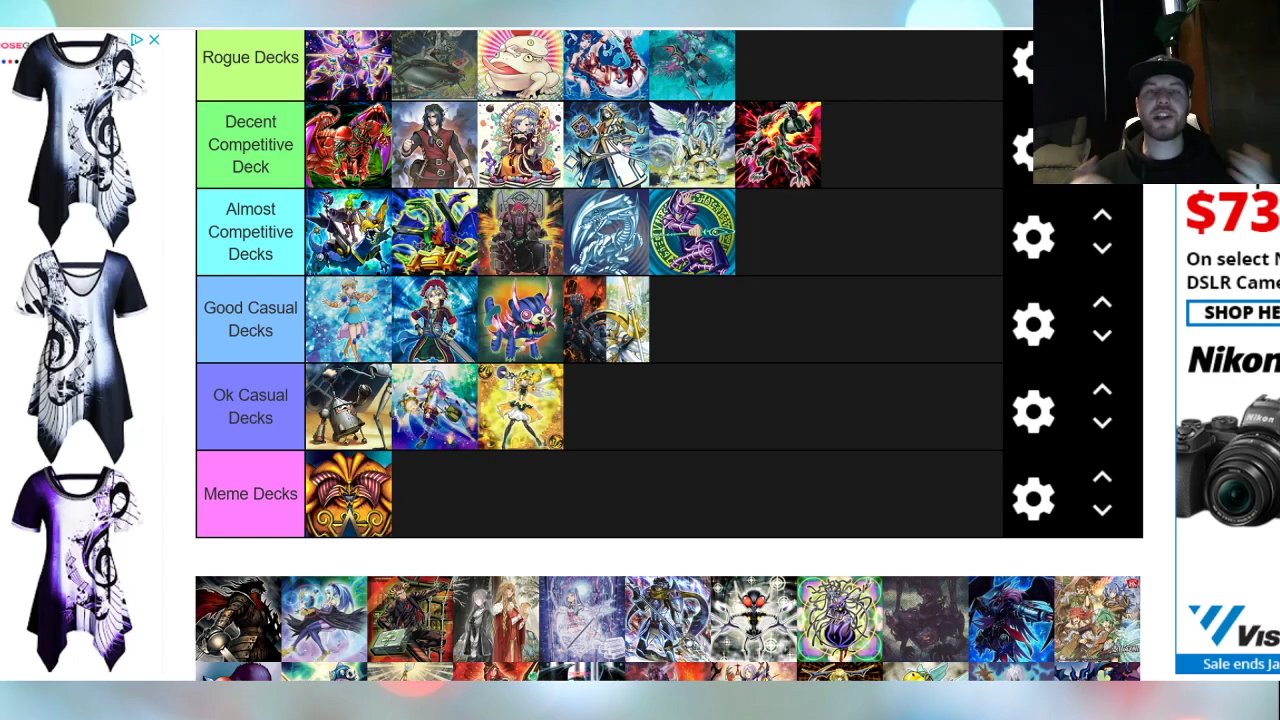 OSE
Rogue Decks
Decent
Competitive
Deck
Almost
Competitive
Decks
Good Casual
Decks
Ok Casual
Decks
Meme Decks
$73
On select N
DSLR Came
SHOP HE
Nikon
Vis
Sale ends Ja